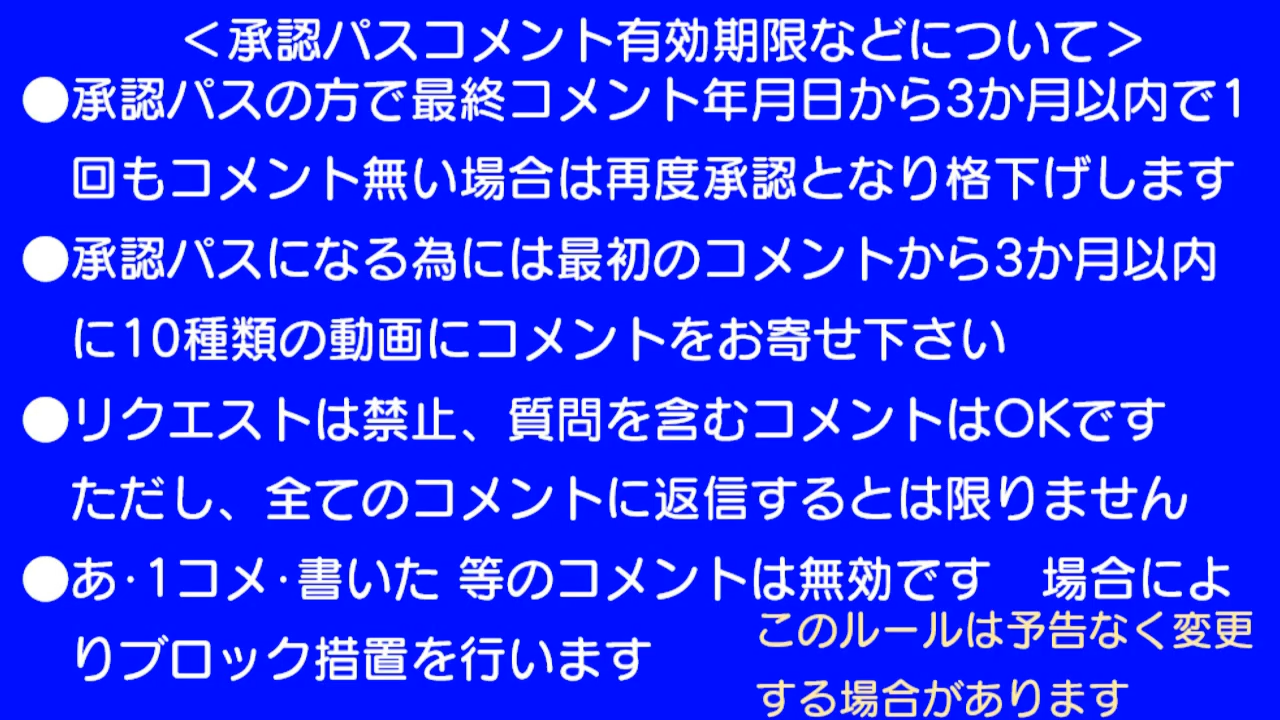 ＜承認パスコメント有効期限などについて＞
●承認パスの方で最終コメント年月日から3か月以内で1
回もコメント無い場合は再度承認となり格下げします
●承認パスになる為には最初のコメントから3か月以内
に10種類の動画にコメントをお寄せ下さい
●リクエストは禁止、質問を含むコメントはOKです
ただし、全てのコメントに返信するとは限りません
●あ·1コメ·書いた 等のコメントは無効です　場合によ
りブロック措置を行います
このルールは予告なく変更
する場合があります